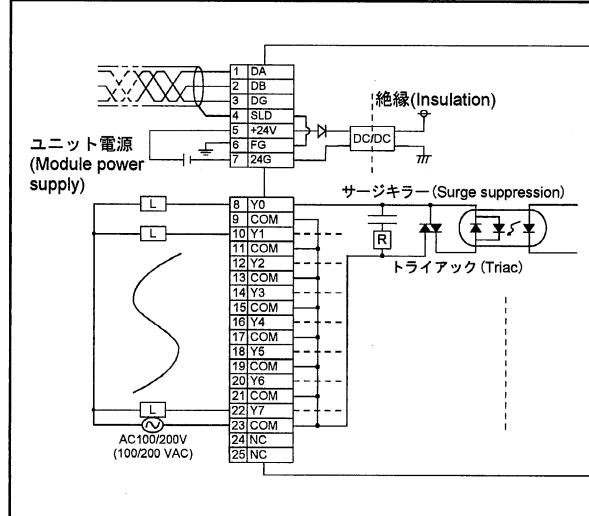 1 DA
2 DB
3 DG
4 SLD
5 +24V
6 FG
7 24G
絶縁(Insulation)
DC/DC
ユニット電源
(Module power
supply)
サージキラー(Surge suppression)
R
トライアック(Triac)
L
L
L
8 Y0
9 COM
10 Y1
11 COM
12 Y2
13 COM
14 Y3
15 COM
16 Y4
17 COM
18 Y5
19 COM
20 Y6
21 COM
22 Y7
23 COM
24 NC
25 NC
AC100/200V
(100/200 VAC)